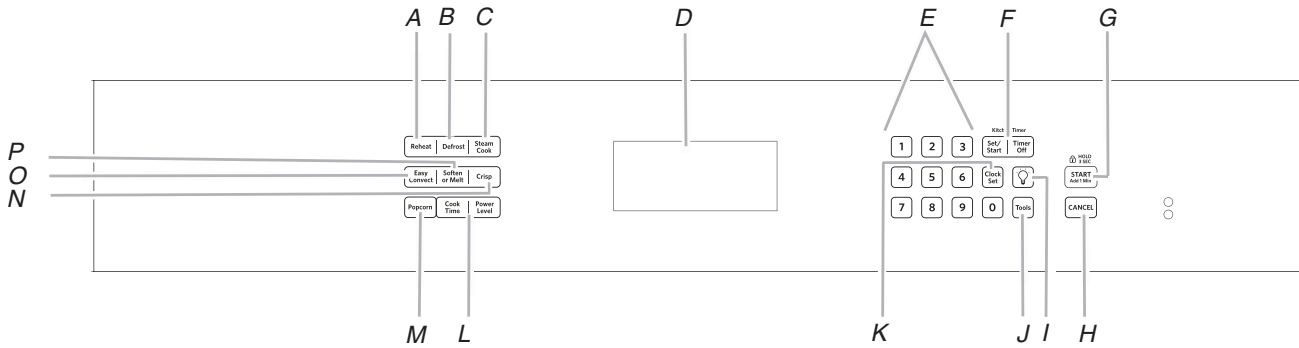 A B C D E F G
Kitch Timer
HOLD
3 SEC
Reheat Defrost Steam Cook
1 2 3
Set/ Start Timer Off
P
O
N
Easy Connect Soften or Melt Crisp
4 5 6
Clock Set
START
Add 1 Min
Popcorn Cook Time Power Level
7 8 9 0
Tools
CANCEL
M L K J I H